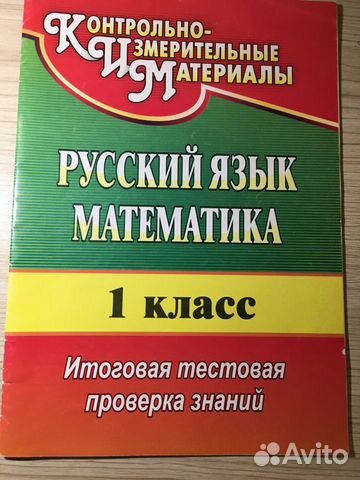 Контрольно-
Измерительные
Материалы
РУССКИЙ ЯЗЫК
МАТЕМАТИКА
1 класс
Итоговая тестовая
проверка знаний
Avito